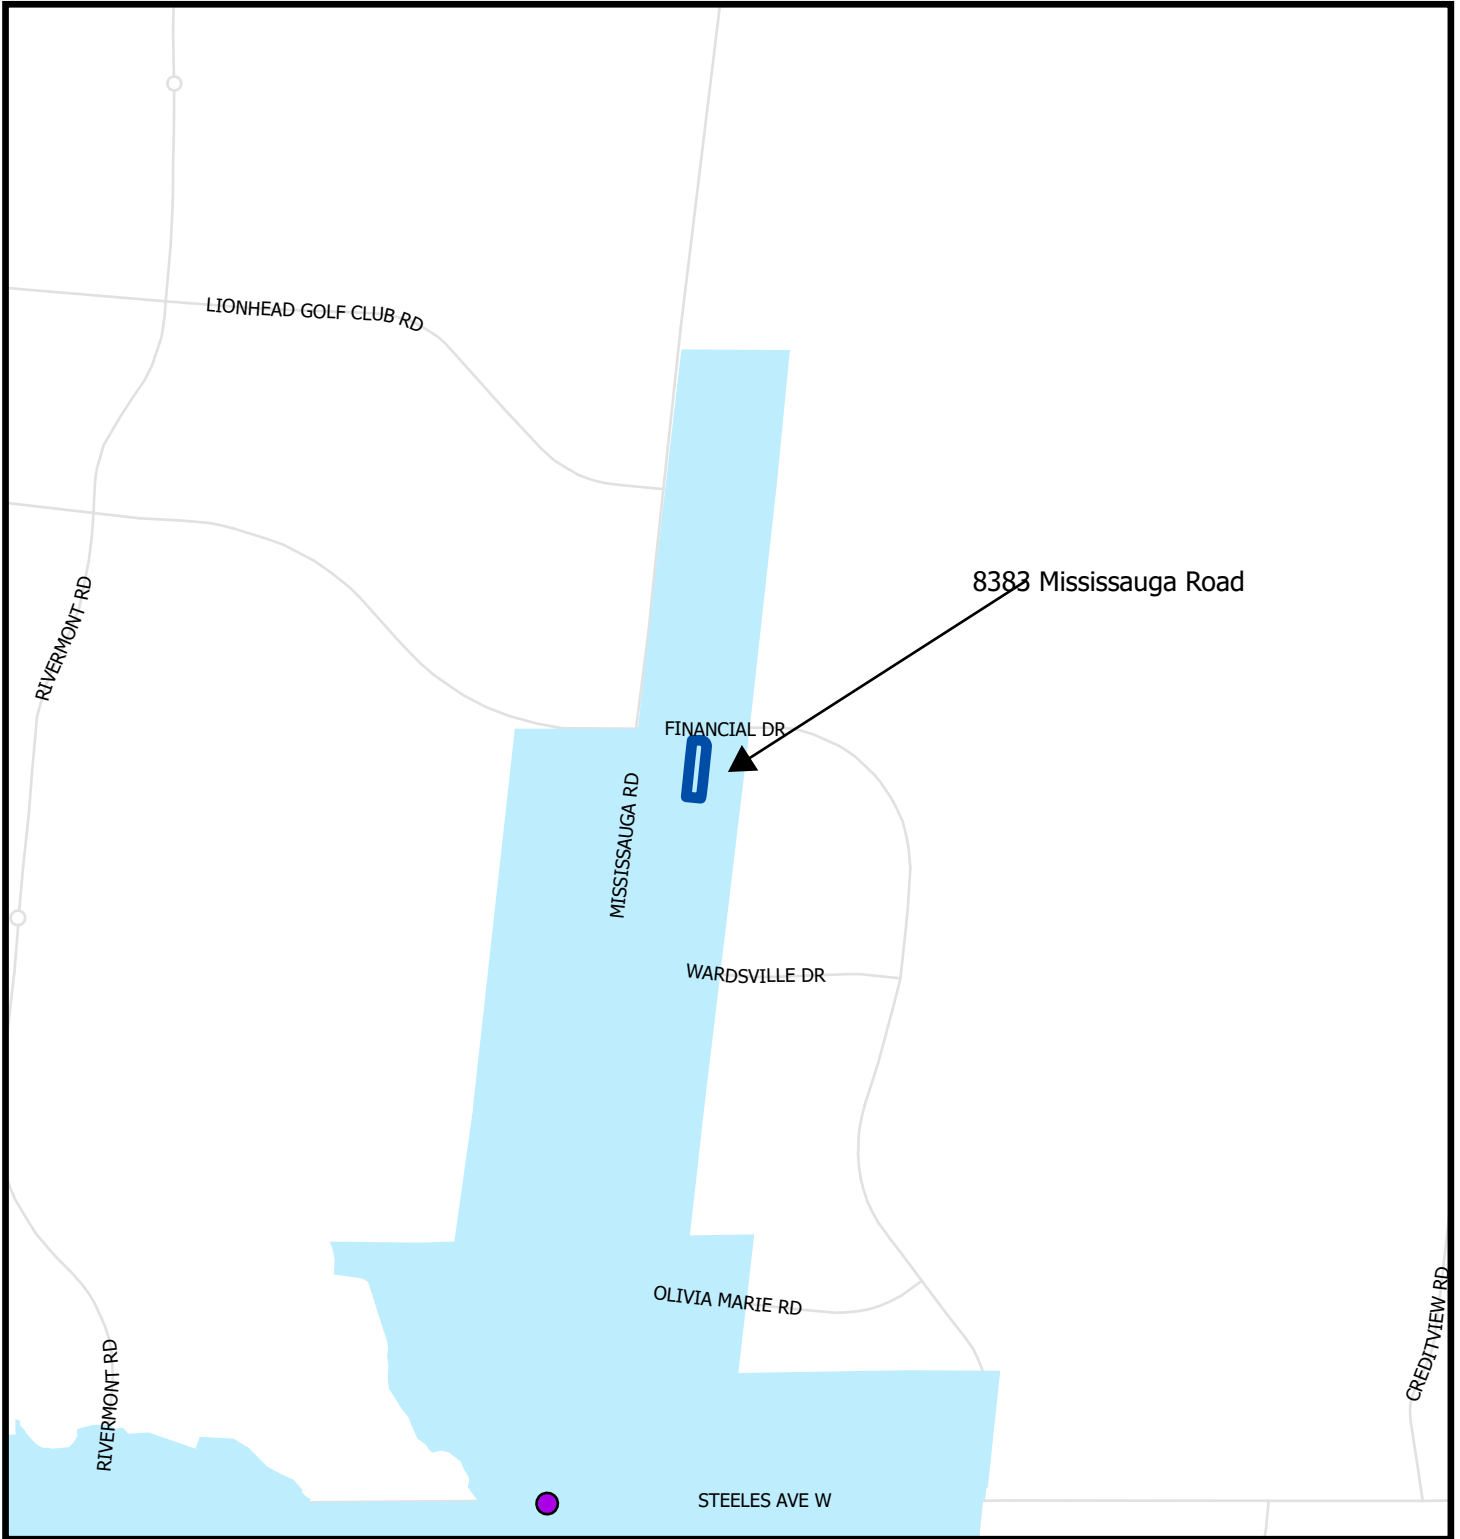 LIONHEAD GOLF CLUB RD
8383 Mississauga Road
RIVERMONT RD
FINANCIAL DR
MISSISSAUGA RD
WARDSVILLE DR
OLIVIA MARIE RD
CREDITVIEW RD
RIVERMONT RD
STEELES AVE W